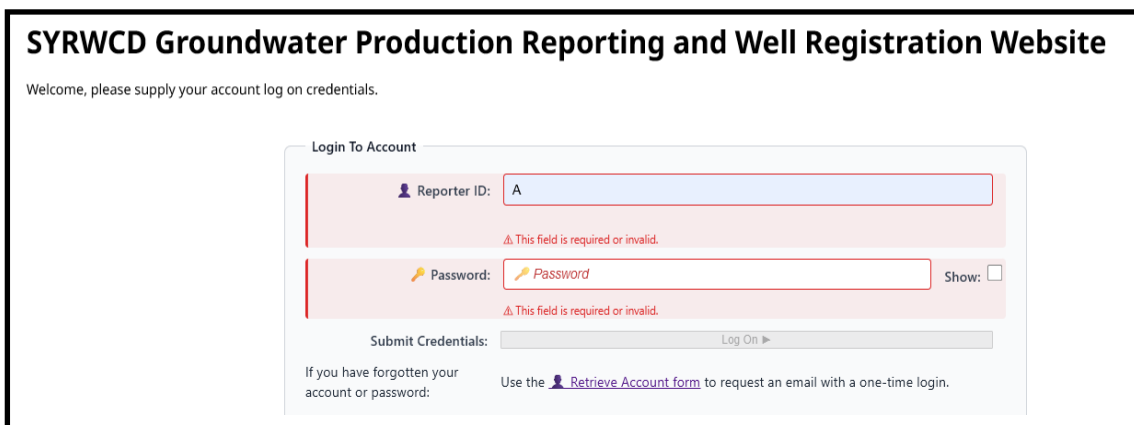 SYRWCD Groundwater Production Reporting and Well Registration Website
Welcome, please supply your account log on credentials.
Login To Account
👤 Reporter ID: A
⚠ This field is required or invalid.
🔑 Password: 🔑 Password Show:
⚠ This field is required or invalid.
Submit Credentials: Log On ▶
If you have forgotten your
account or password:
Use the 👤 Retrieve Account form to request an email with a one-time login.